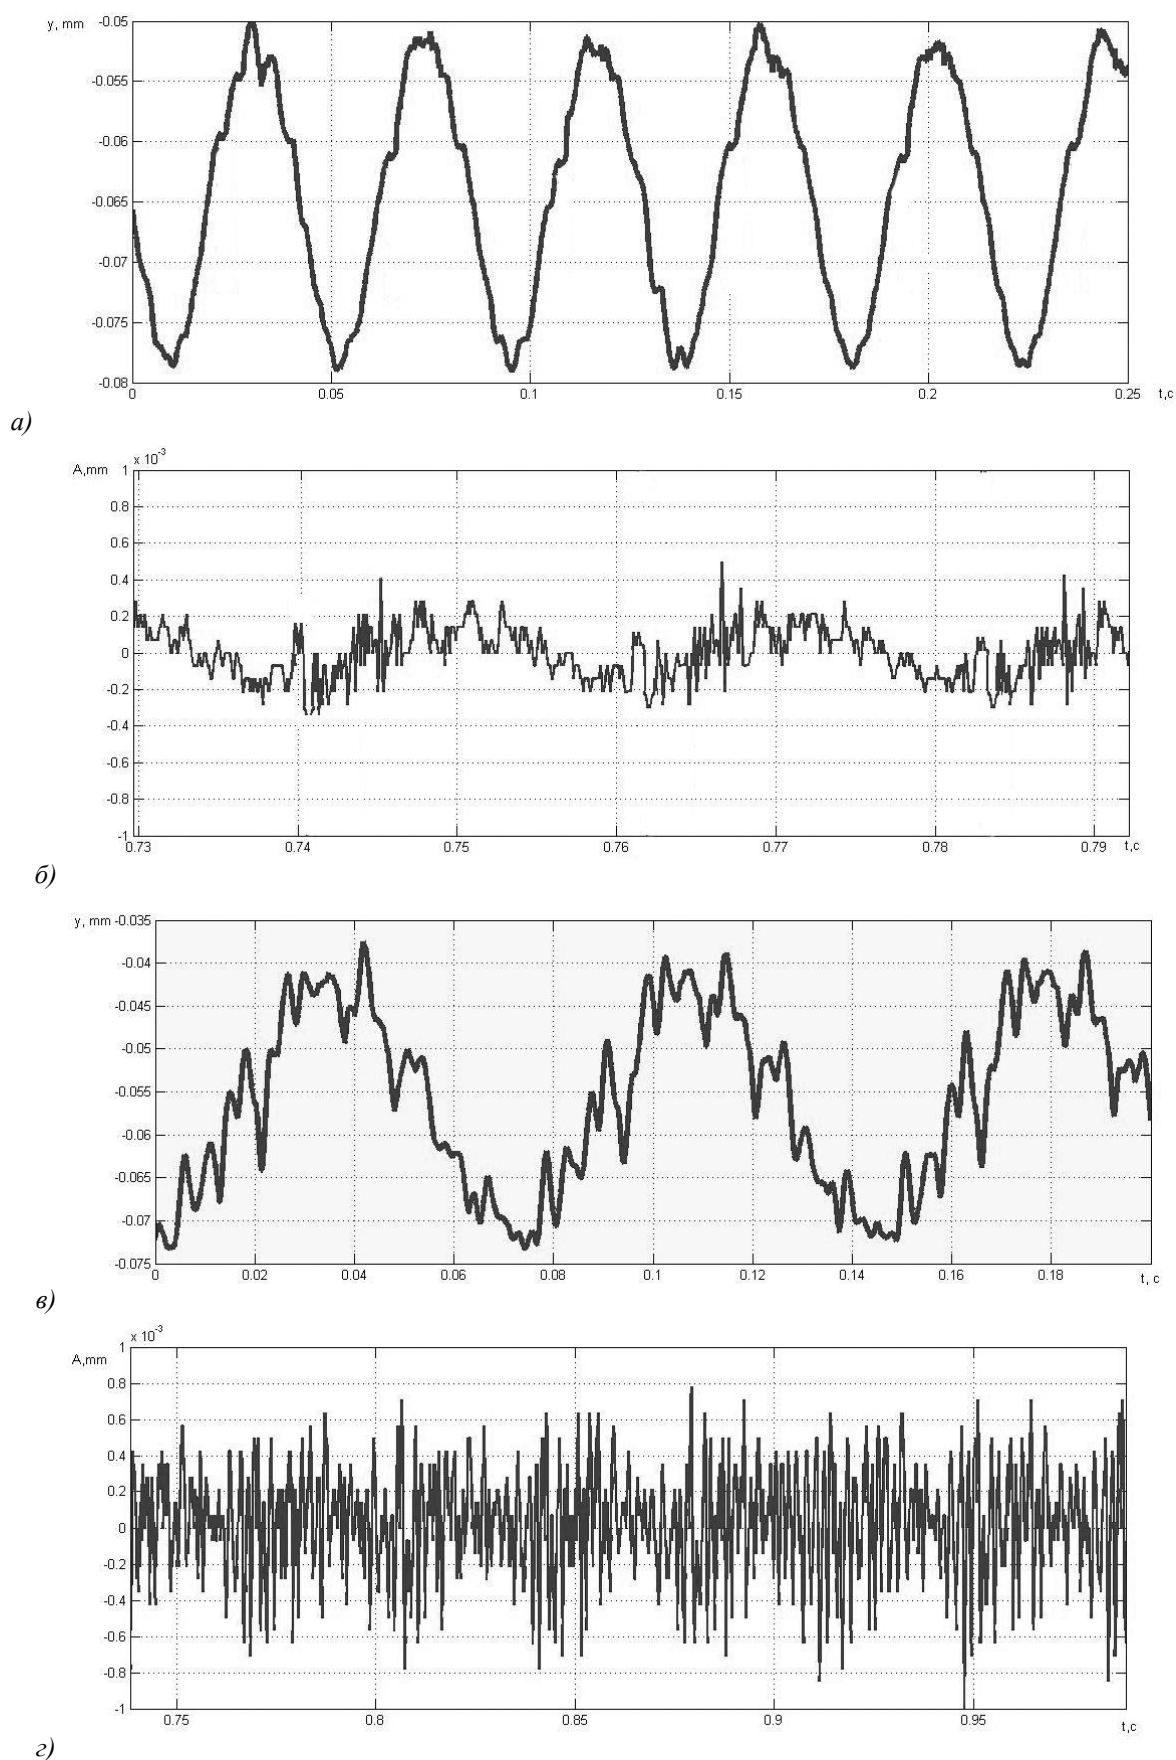 y, mm
-0.05
-0.055
-0.06
-0.065
-0.07
-0.075
-0.08
0 0.05 0.1 0.15 0.2 0.25 t,c
а)
A,mm
x 10-3
1
0.8
0.6
0.4
0.2
0
-0.2
-0.4
-0.6
-0.8
-1
0.73 0.74 0.75 0.76 0.77 0.78 0.79 t,c
б)
y, mm -0.035
-0.04
-0.045
-0.05
-0.055
-0.06
-0.065
-0.07
-0.075
0 0.02 0.04 0.06 0.08 0.1 0.12 0.14 0.16 0.18 t, c
в)
x 10-3
A,mm
1
0.8
0.6
0.4
0.2
0
-0.2
-0.4
-0.6
-0.8
-1
0.75 0.8 0.85 0.9 0.95 t,c
г)